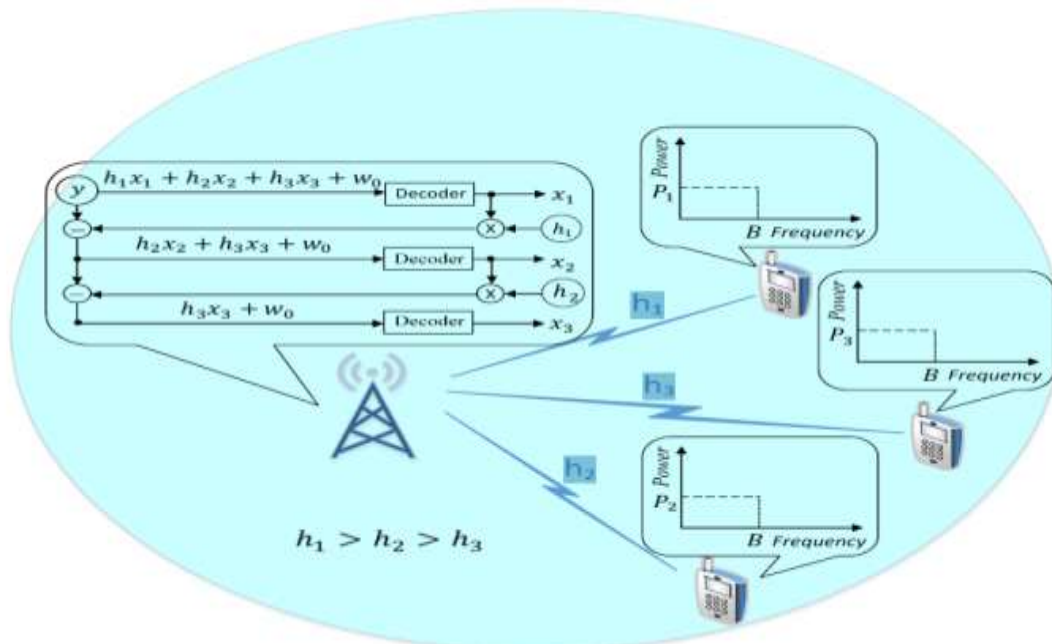 h₁x₁ + h₂x₂ + h₃x₃ + w₀
y
Decoder
x₁
−
X
h₁
h₂x₂ + h₃x₃ + w₀
Decoder
x₂
−
X
h₂
h₃x₃ + w₀
Decoder
x₃
Power
P₁
B Frequency
h₁
Power
P₃
B Frequency
h₃
h₂
Power
P₂
B Frequency
h₁ > h₂ > h₃